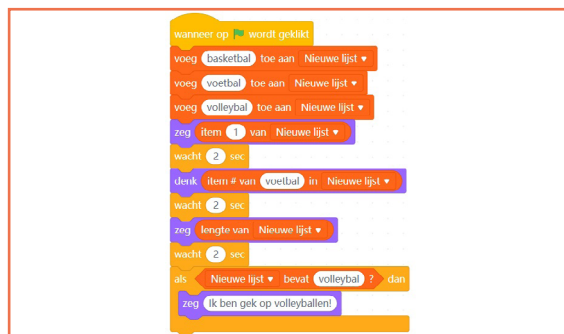 wanneer op wordt geklikt
voeg basketbal toe aan Nieuwe lijst
voeg voetbal toe aan Nieuwe lijst
voeg volleybal toe aan Nieuwe lijst
zeg item 1 van Nieuwe lijst
wacht 2 sec
denk item # van voetbal in Nieuwe lijst
wacht 2 sec
zeg lengte van Nieuwe lijst
wacht 2 sec
als Nieuwe lijst bevat volleybal ? dan
zeg Ik ben gek op volleyballen!